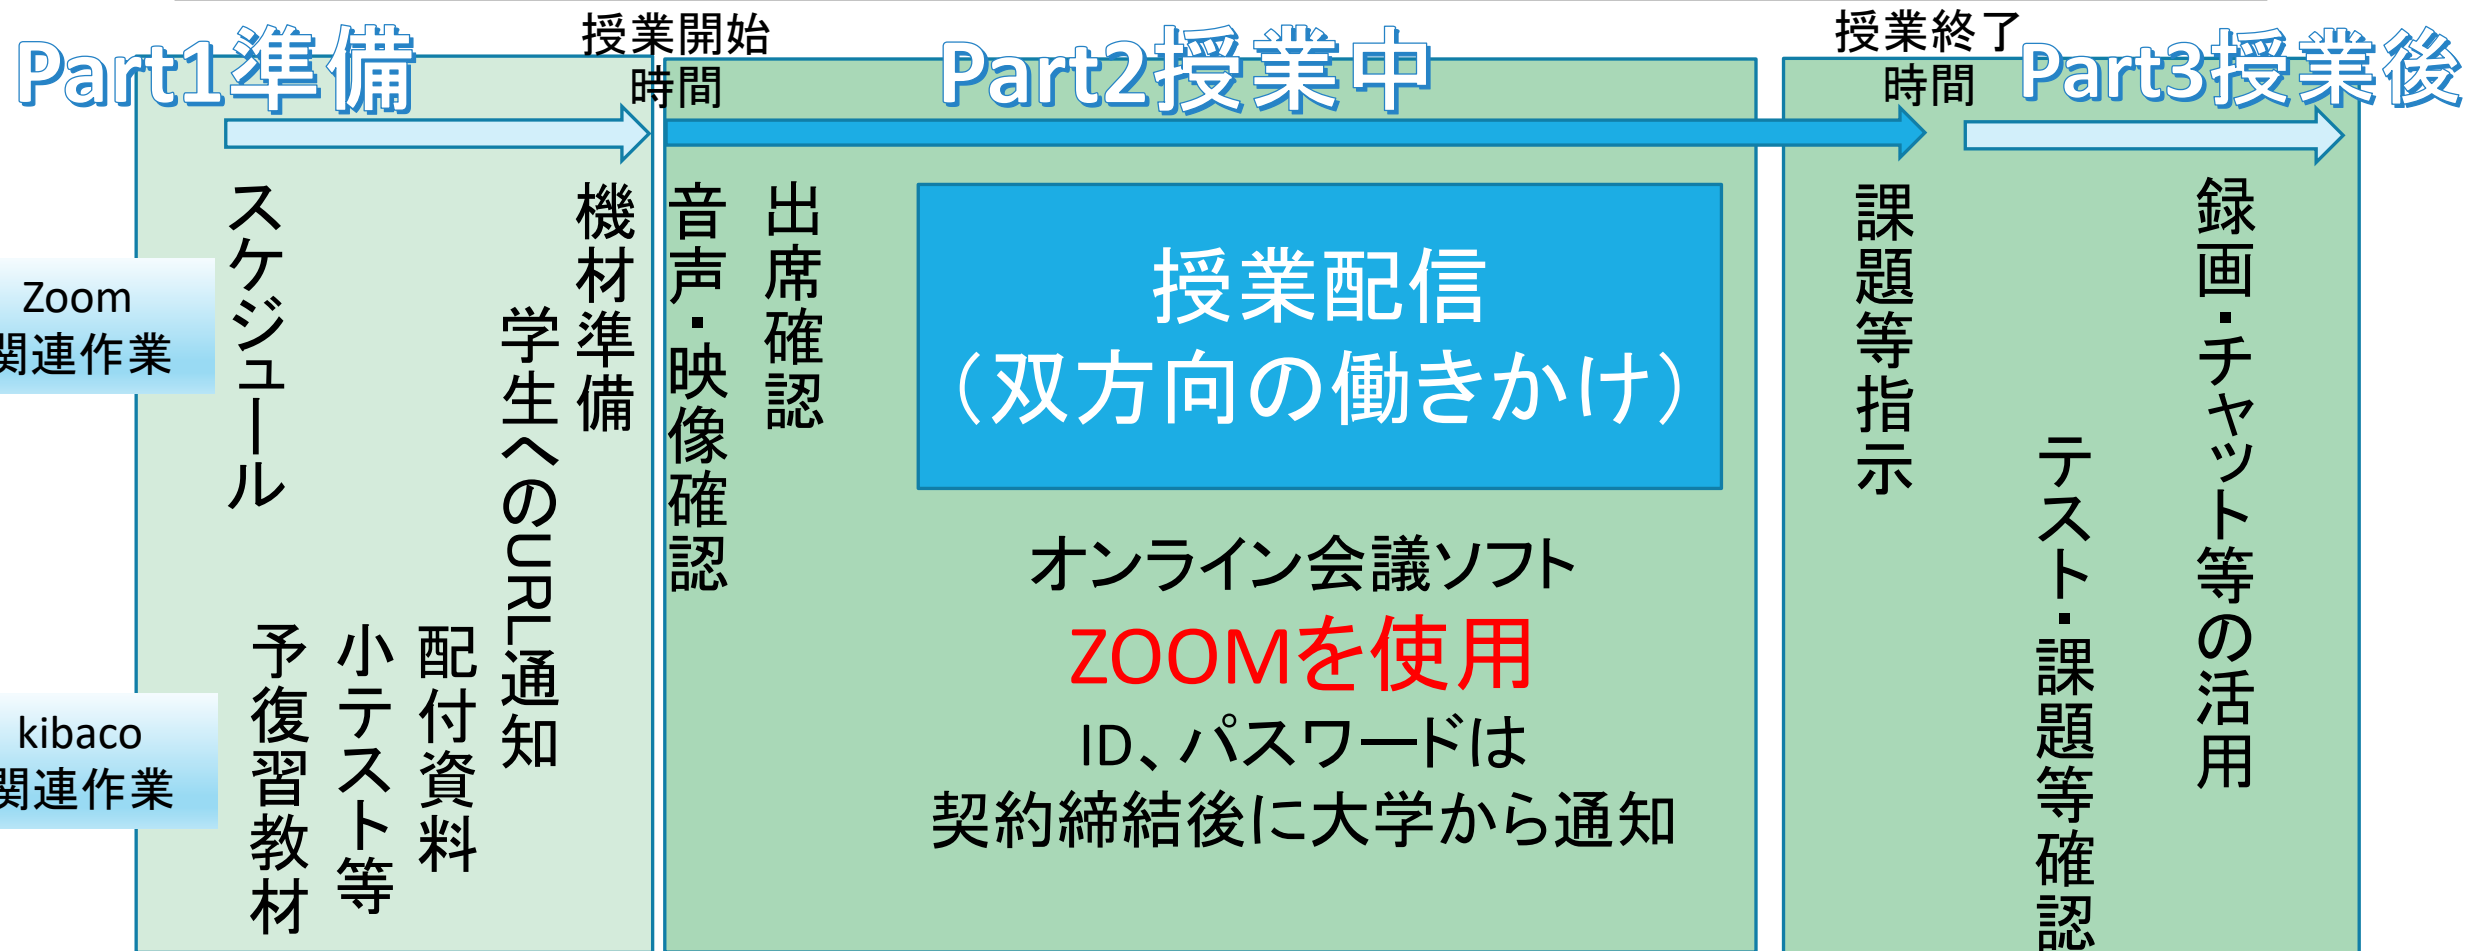 Part1準備
授業開始
時間
Part2授業中
授業終了
時間
Part3授業後
Zoom
関連作業
kibaco
関連作業
スケジュール
予復習教材
小テスト等
配付資料
学生へのURL通知
機材準備
音声・映像確認
出席確認
授業配信
（双方向の働きかけ）
オンライン会議ソフト
ZOOMを使用
ID、パスワードは
契約締結後に大学から通知
課題等指示
テスト・課題等確認
録画・チャット等の活用